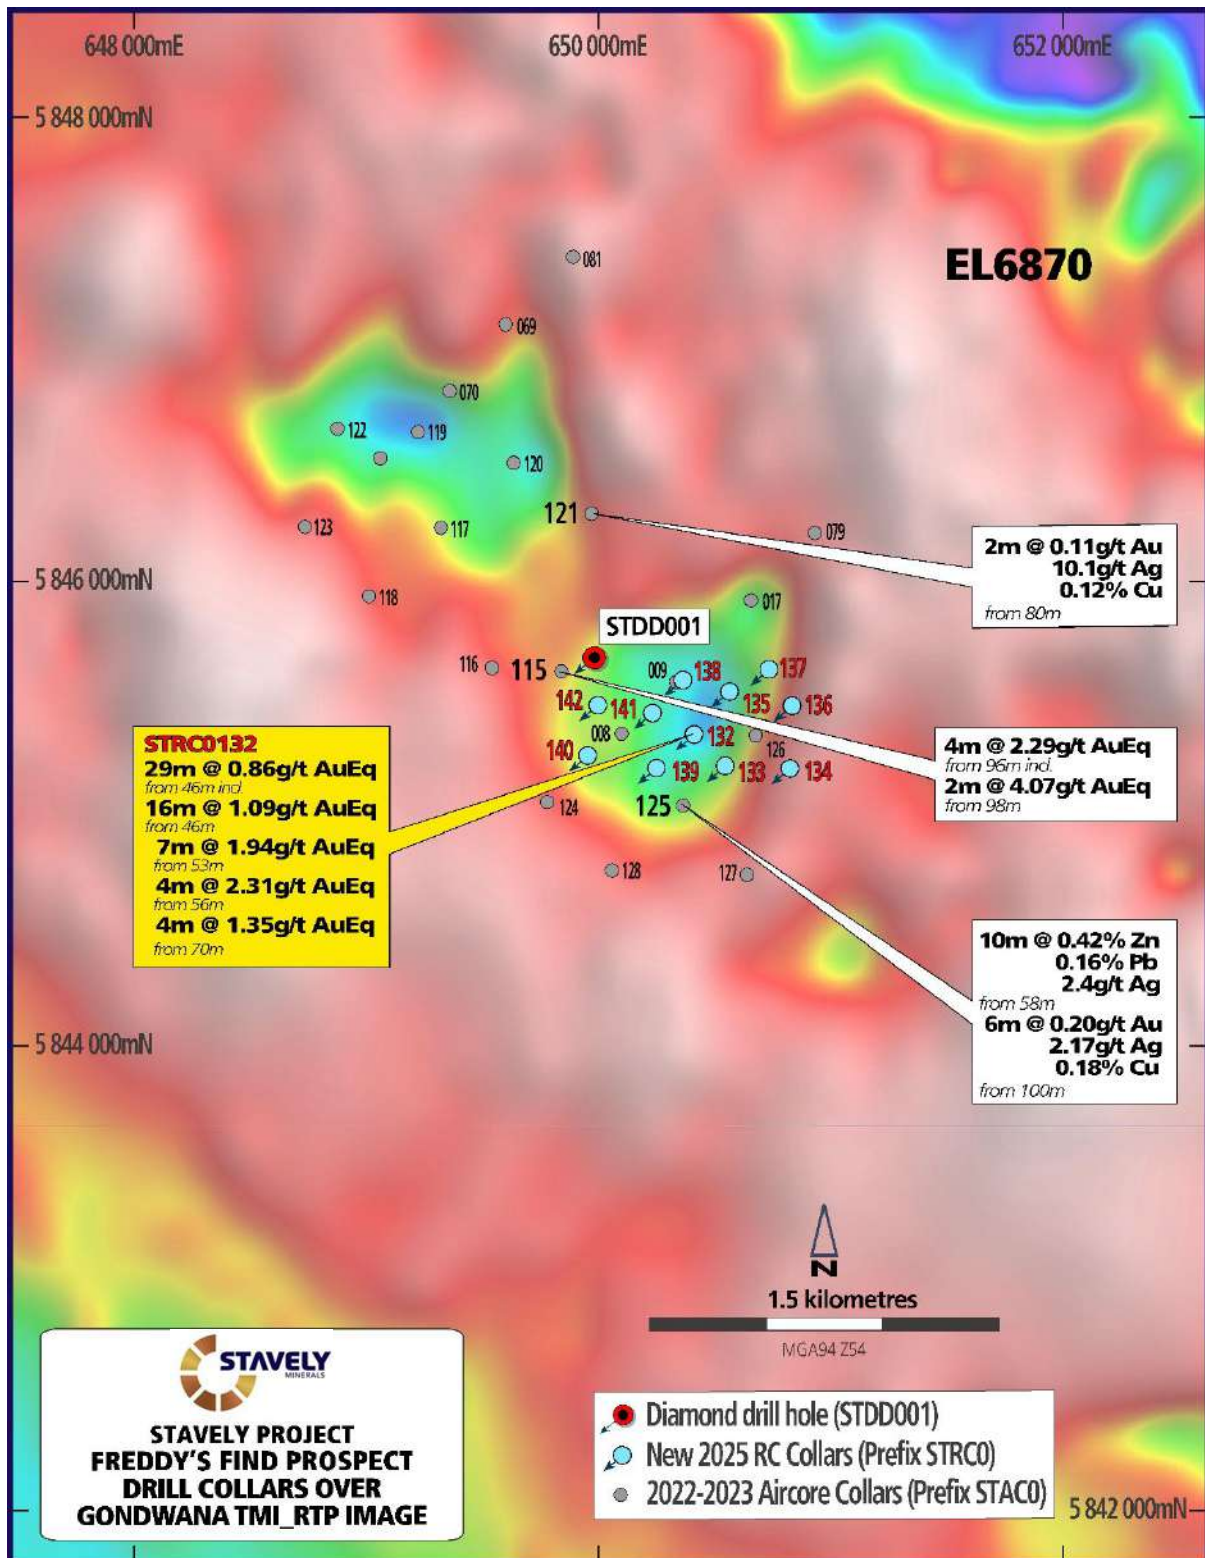 648 000mE
650 000mE
652 000mE
5 848 000mN
EL6870
081
069
070
122
119
120
123
117
121
079
2m @ 0.11g/t Au
10.1g/t Ag
0.12% Cu
from 80m
5 846 000mN
118
017
STDD001
116
115
009
138
137
142
141
135
136
008
132
126
140
139
133
134
STRC0132
29m @ 0.86g/t AuEq
from 46m incl.
16m @ 1.09g/t AuEq
from 46m
7m @ 1.94g/t AuEq
from 53m
4m @ 2.31g/t AuEq
from 56m
4m @ 1.35g/t AuEq
from 70m
4m @ 2.29g/t AuEq
from 96m incl.
2m @ 4.07g/t AuEq
from 98m
124
125
128
127
10m @ 0.42% Zn
0.16% Pb
2.4g/t Ag
from 58m
6m @ 0.20g/t Au
2.17g/t Ag
0.18% Cu
from 100m
5 844 000mN
N
1.5 kilometres
MGA94 Z54
STAVELY
MINERALS
STAVELY PROJECT
FREDDY'S FIND PROSPECT
DRILL COLLARS OVER
GONDWANA TMI_RTP IMAGE
Diamond drill hole (STDD001)
New 2025 RC Collars (Prefix STRC0)
2022-2023 Aircore Collars (Prefix STAC0)
5 842 000mN